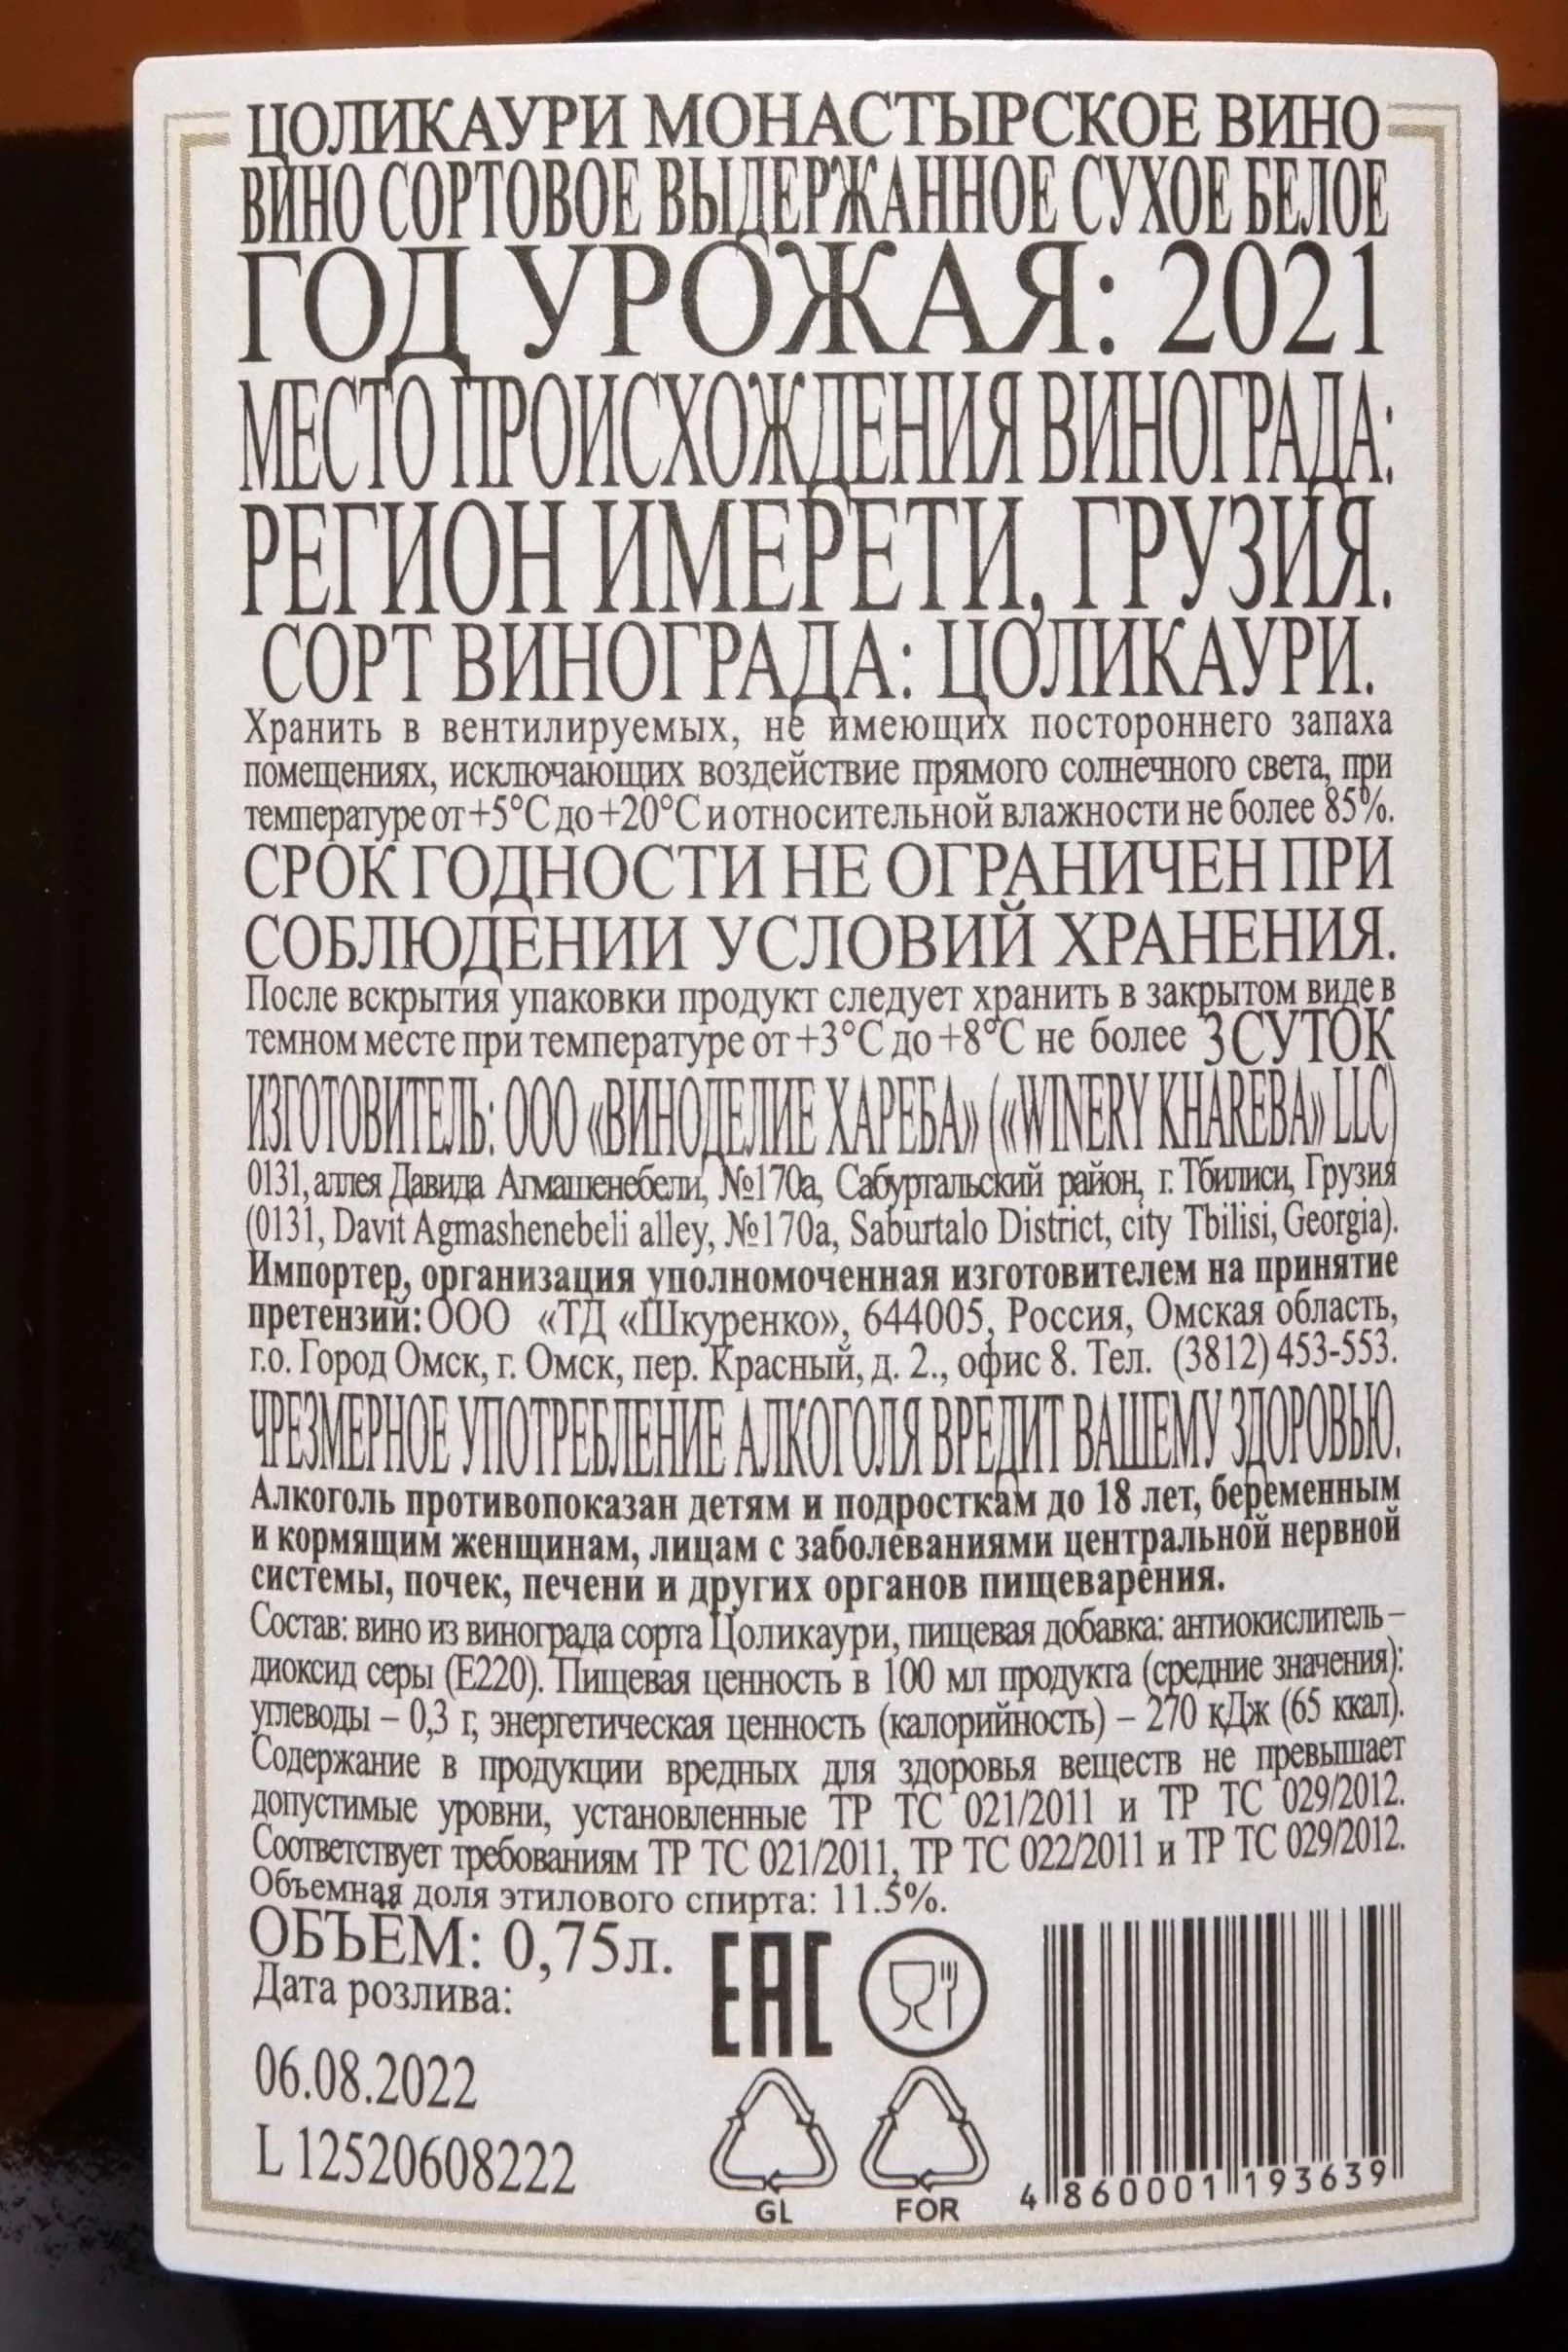 ЦОЛИКАУРИ МОНАСТЫРСКОЕ ВИНО
ВИНО СОРТОВОЕ ВЫДЕРЖАННОЕ СУХОЕ БЕЛОЕ
ГОД УРОЖАЯ: 2021
МЕСТО ПРОИСХОЖДЕНИЯ ВИНОГРАДА:
РЕГИОН ИМЕРЕТИ, ГРУЗИЯ.
СОРТ ВИНОГРАДА: ЦОЛИКАУРИ.
Хранить в вентилируемых, не имеющих постороннего запаха
помещениях, исключающих воздействие прямого солнечного света, при
температуре от +5°С до +20°С и относительной влажности не более 85%.
СРОК ГОДНОСТИ НЕ ОГРАНИЧЕН ПРИ
СОБЛЮДЕНИИ УСЛОВИЙ ХРАНЕНИЯ.
После вскрытия упаковки продукт следует хранить в закрытом виде в
темном месте при температуре от +3°С до +8°С не более 3 СУТОК
ИЗГОТОВИТЕЛЬ: ООО «ВИНОДЕЛИЕ ХАРЕБА» («WINERY KHAREBA» LLC)
0131, аллея Давида Агмашенебели, №170а, Сабурталький район, г. Тбилиси, Грузия
(0131, Davit Agmashenebeli alley, №170a, Saburtalo District, city Tbilisi, Georgia).
Импортер, организация уполномоченная изготовителем на принятие
претензий: ООО «ТД «Шкуренко», 644005, Россия, Омская область,
г.о. Город Омск, г. Омск, пер. Красный, д. 2., офис 8. Тел. (3812) 453-553.
ЧРЕЗМЕРНОЕ УПОТРЕБЛЕНИЕ АЛКОГОЛЯ ВРЕДИТ ВАШЕМУ ЗДОРОВЬЮ.
Алкоголь противопоказан детям и подросткам до 18 лет, беременным
и кормящим женщинам, лицам с заболеваниями центральной нервной
системы, почек, печени и других органов пищеварения.
Состав: вино из винограда сорта Цоликаури, пищевая добавка: антиокислитель –
диоксид серы (Е220). Пищевая ценность в 100 мл продукта (средние значения):
углеводы – 0,3 г, энергетическая ценность (калорийность) – 270 кДж (65 ккал).
Содержание в продукции вредных для здоровья веществ не превышает
допустимые уровни, установленные ТР ТС 021/2011 и ТР ТС 029/2012.
Соответствует требованиям ТР ТС 021/2011, ТР ТС 022/2011 и ТР ТС 029/2012.
Объемная доля этилового спирта: 11.5%.
ОБЪЁМ: 0,75л.
Дата розлива:
06.08.2022
L 12520608222
EAC
GL
FOR
4 860001 193639